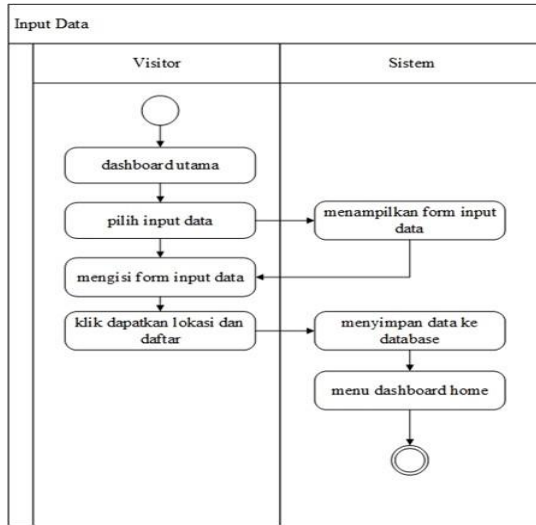 Input Data
Visitor
Sistem
dashboard utama
pilih input data
menampilkan form input
data
mengisi form input data
klik dapatkan lokasi dan
daftar
menyimpan data ke
database
menu dashboard home